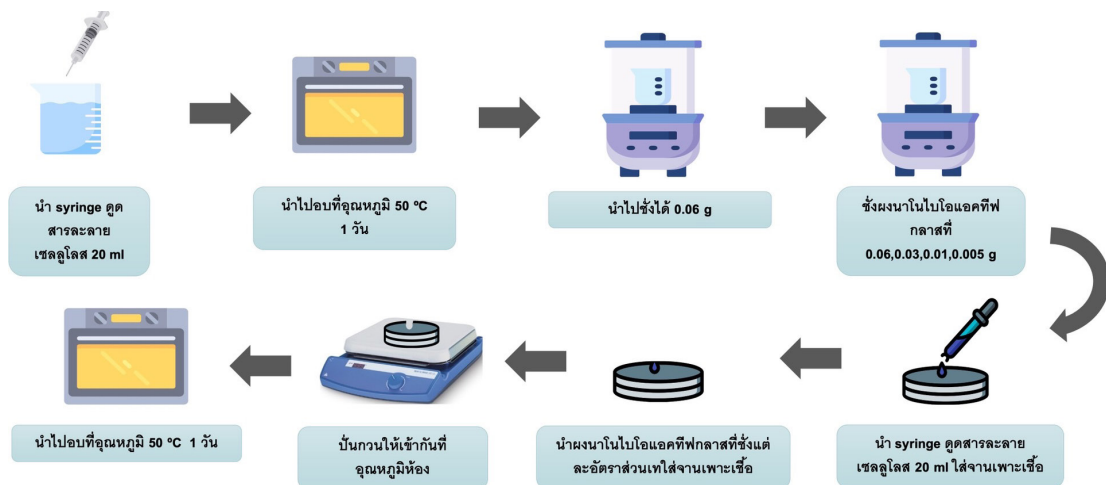 นำ syringe ดูด
สารละลาย
เซลลูโลส 20 ml
นำไปอบที่อุณหภูมิ 50 ºC
1 วัน
นำไปชั่งได้ 0.06 g
ชั่งผงนาโนไบโอแอคทีฟ
กลาสที่
0.06,0.03,0.01,0.005 g
นำ syringe ดูดสารละลาย
เซลลูโลส 20 ml ใส่จานเพาะเชื้อ
นำผงนาโนไบโอแอคทีฟกลาสที่ชั่งแต่
ละอัตราส่วนเทใส่จานเพาะเชื้อ
ปั่นกวนให้เข้ากันที่
อุณหภูมิห้อง
นำไปอบที่อุณหภูมิ 50 ºC 1 วัน